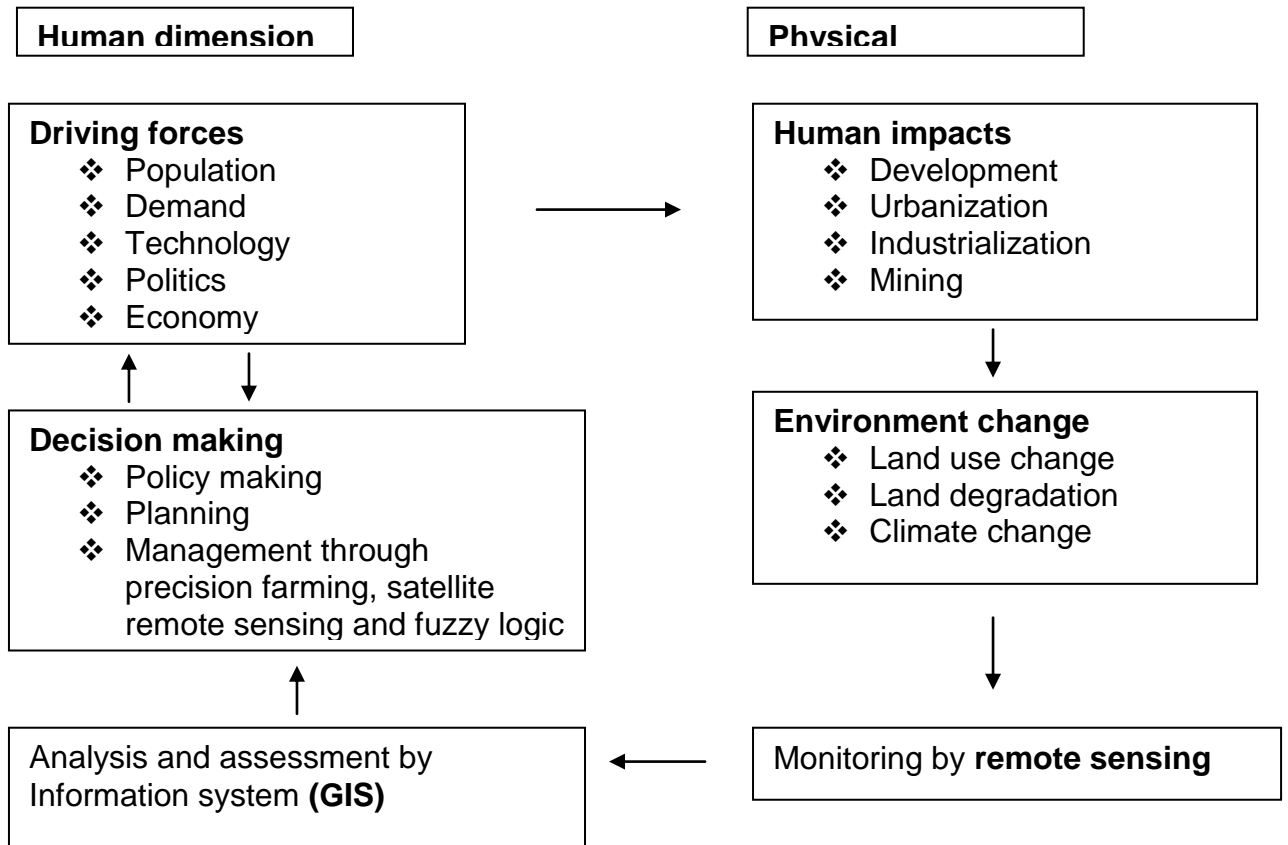 Human dimension
Physical
Driving forces
❖ Population
❖ Demand
❖ Technology
❖ Politics
❖ Economy
Human impacts
❖ Development
❖ Urbanization
❖ Industrialization
❖ Mining
Decision making
❖ Policy making
❖ Planning
❖ Management through
precision farming, satellite
remote sensing and fuzzy logic
Environment change
❖ Land use change
❖ Land degradation
❖ Climate change
Analysis and assessment by
Information system (GIS)
Monitoring by remote sensing